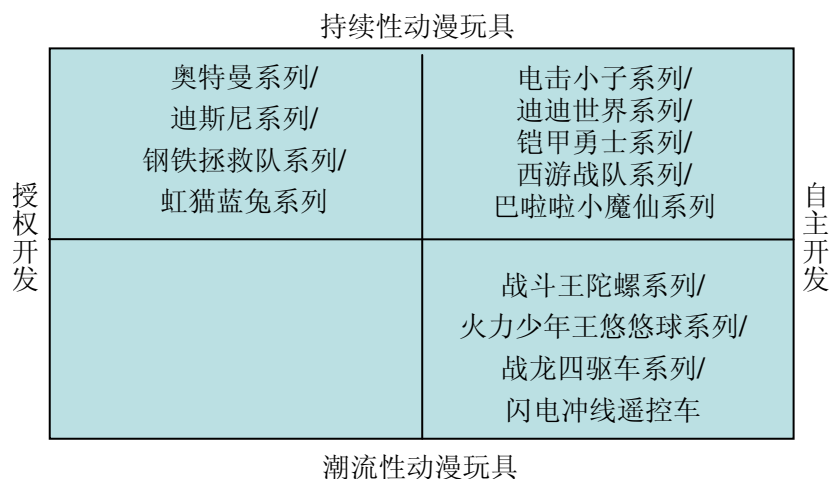 持续性动漫玩具
奥特曼系列/
迪斯尼系列/
钢铁拯救队系列/
虹猫蓝兔系列
电击小子系列/
迪迪世界系列/
铠甲勇士系列/
西游战队系列/
巴啦啦小魔仙系列
授权开发
自主开发
战斗王陀螺系列/
火力少年王悠悠球系列/
战龙四驱车系列/
闪电冲线遥控车
潮流性动漫玩具